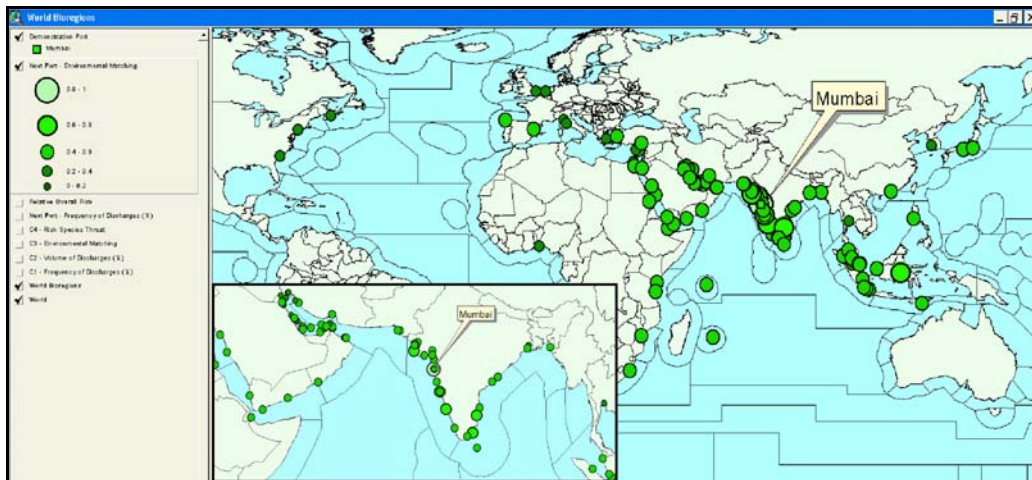 World Bioregions
Demonstration Port
Mumbai
Next Port - Environmental Matching
0.8 - 1
0.6 - 0.8
0.4 - 0.6
0.2 - 0.4
0 - 0.2
Relative Overall Risk
Next Port - Frequency of Discharges (%)
C4 - Risk Species Threat
C3 - Environmental Matching
C2 - Volume of Discharges (%)
C1 - Frequency of Discharges (%)
World Bioregions
World
Mumbai
Mumbai